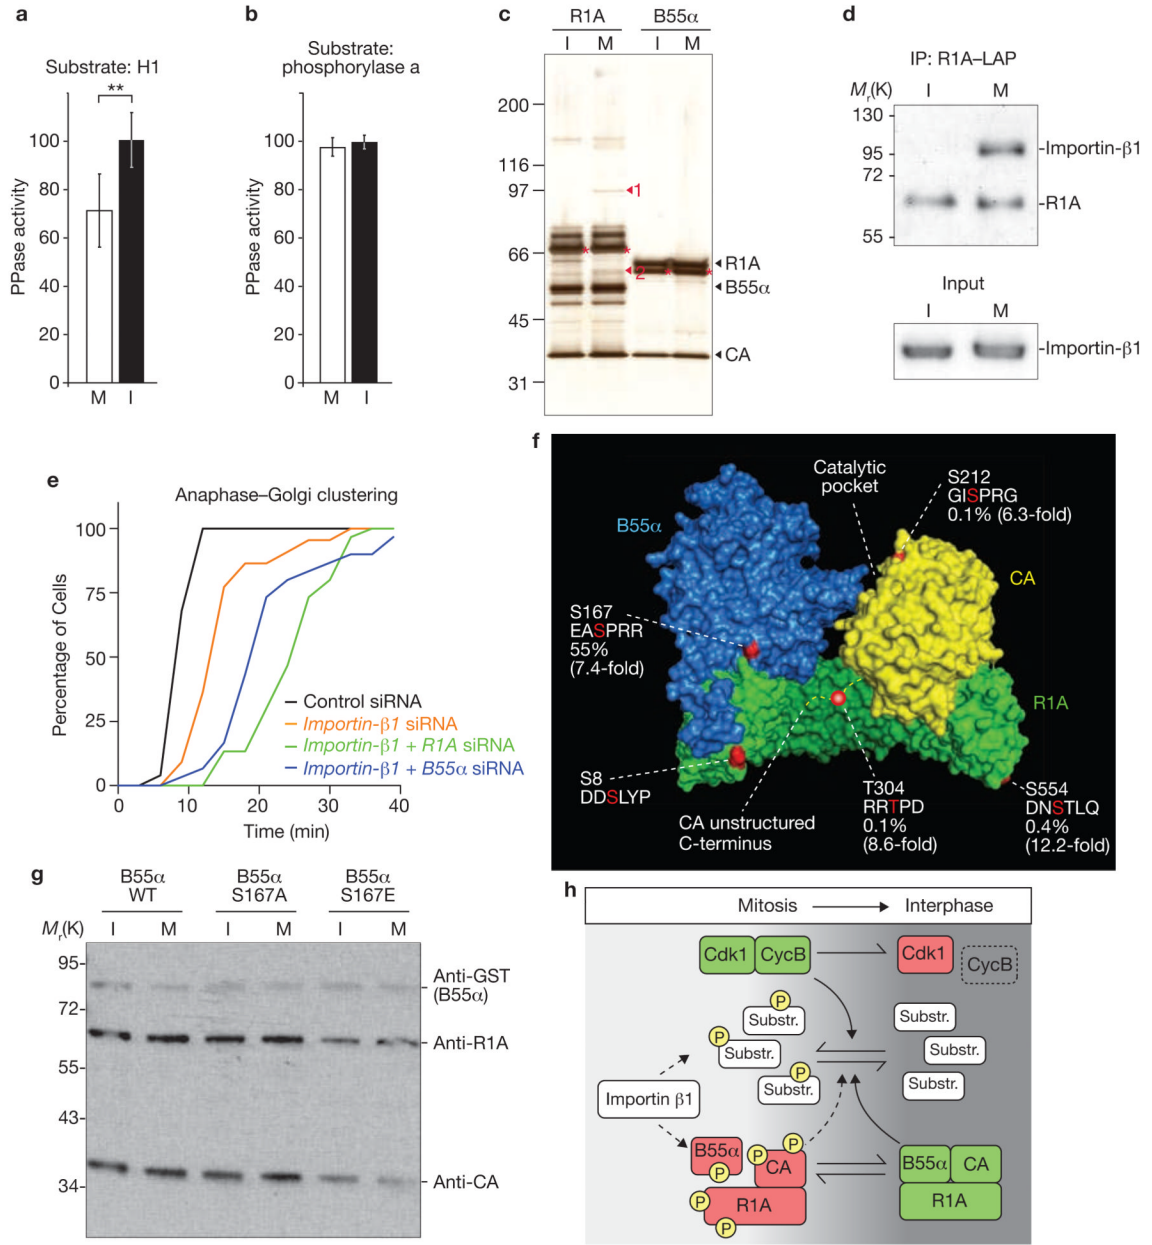 a
Substrate: H1
**
PPase activity
100
80
60
40
20
0
M I
b
Substrate:
phosphorylase a
PPase activity
100
80
60
40
20
0
M I
c
R1A B55α
I M I M
200
116
97
66
45
31
1
*
*
2
*
*
R1A
B55α
CA
d
IP: R1A–LAP
Mr(K) I M
130
95
72
55
Importin-β1
R1A
Input
I M
Importin-β1
e
Anaphase–Golgi clustering
Percentage of Cells
100
75
50
25
0
0 10 20 30 40
Time (min)
Control siRNA
Importin-β1 siRNA
Importin-β1 + R1A siRNA
Importin-β1 + B55α siRNA
f
B55α
Catalytic
pocket
S212
GISPRG
0.1% (6.3-fold)
CA
S167
EASPRR
55%
(7.4-fold)
R1A
S8
DDSLYP
CA unstructured
C-terminus
T304
RRTPD
0.1%
(8.6-fold)
S554
DNSTLQ
0.4%
(12.2-fold)
g
B55α
WT
B55α
S167A
B55α
S167E
Mr(K) I M I M I M
95-
72-
55-
43-
34-
Anti-GST
(B55α)
Anti-R1A
Anti-CA
h
Mitosis Interphase
Cdk1 CycB
Cdk1
CycB
P
Substr.
P
Substr.
P
Substr.
Substr.
Substr.
Substr.
Importin β1
B55α
P
P
P
CA
P
R1A
P
B55α CA
R1A